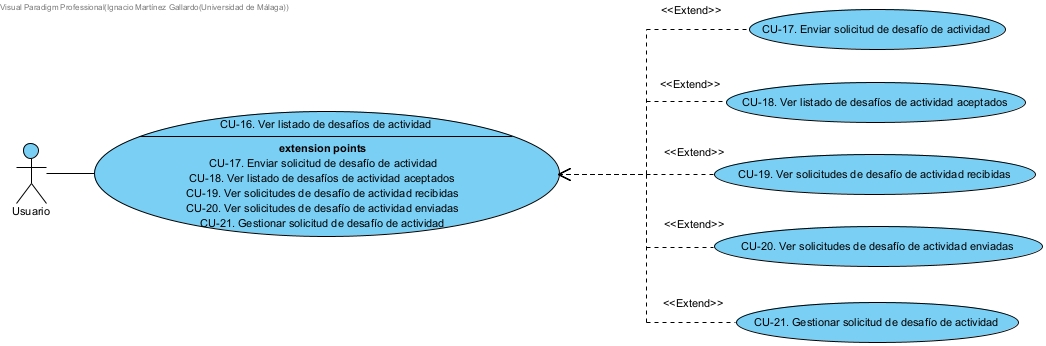 Visual Paradigm Professional(Ignacio Martínez Gallardo(Universidad de Málaga))
<<Extend>>
CU-17. Enviar solicitud de desafío de actividad
<<Extend>>
CU-18. Ver listado de desafíos de actividad aceptados
CU-16. Ver listado de desafíos de actividad
extension points
CU-17. Enviar solicitud de desafío de actividad
CU-18. Ver listado de desafíos de actividad aceptados
CU-19. Ver solicitudes de desafío de actividad recibidas
CU-20. Ver solicitudes de desafío de actividad enviadas
CU-21. Gestionar solicitud de desafío de actividad
Usuario
<<Extend>>
CU-19. Ver solicitudes de desafío de actividad recibidas
<<Extend>>
CU-20. Ver solicitudes de desafío de actividad enviadas
<<Extend>>
CU-21. Gestionar solicitud de desafío de actividad